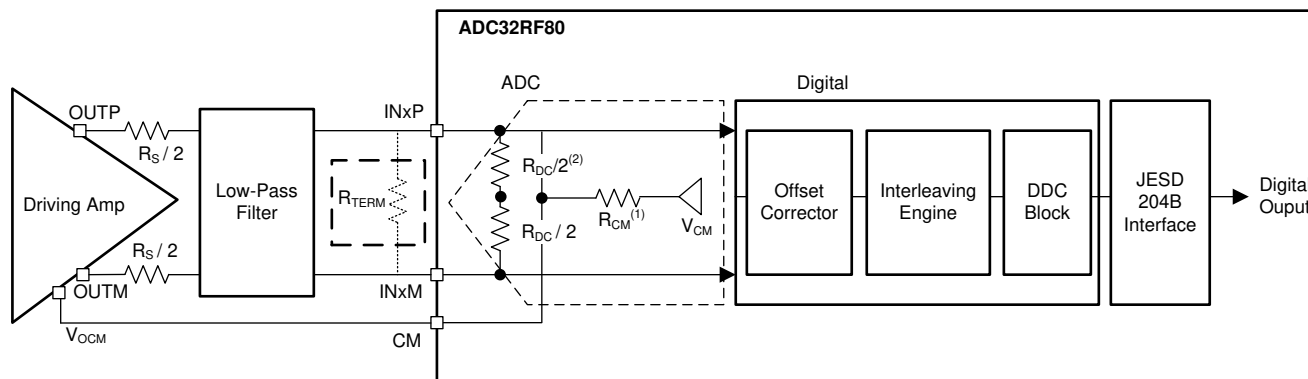 ADC32RF80
ADC
Digital
OUTP
INxP
R_S / 2
R_DC/2^(2)
Low-Pass
Filter
R_TERM
Driving Amp
R_CM^(1)
V_CM
Offset
Corrector
Interleaving
Engine
DDC
Block
JESD
204B
Interface
Digital
Ouput
R_DC / 2
R_S / 2
OUTM
INxM
V_OCM
CM